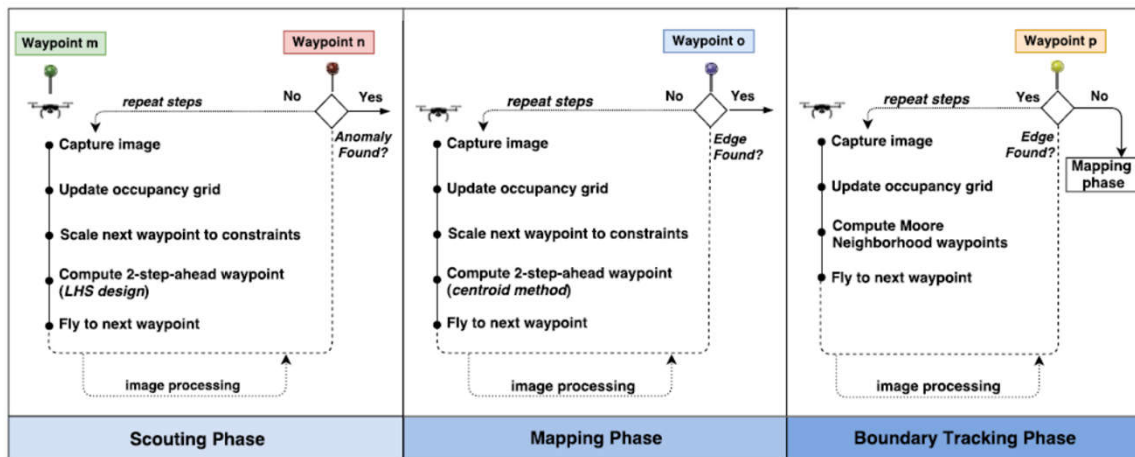 Waypoint m
Waypoint n
repeat steps
No
Yes
Anomaly
Found?
Capture image
Update occupancy grid
Scale next waypoint to constraints
Compute 2-step-ahead waypoint
(LHS design)
Fly to next waypoint
image processing
Scouting Phase
Waypoint o
repeat steps
No
Yes
Edge
Found?
Capture image
Update occupancy grid
Scale next waypoint to constraints
Compute 2-step-ahead waypoint
(centroid method)
Fly to next waypoint
image processing
Mapping Phase
Waypoint p
repeat steps
Yes
No
Edge
Found?
Mapping
phase
Capture image
Update occupancy grid
Compute Moore
Neighborhood waypoints
Fly to next waypoint
image processing
Boundary Tracking Phase